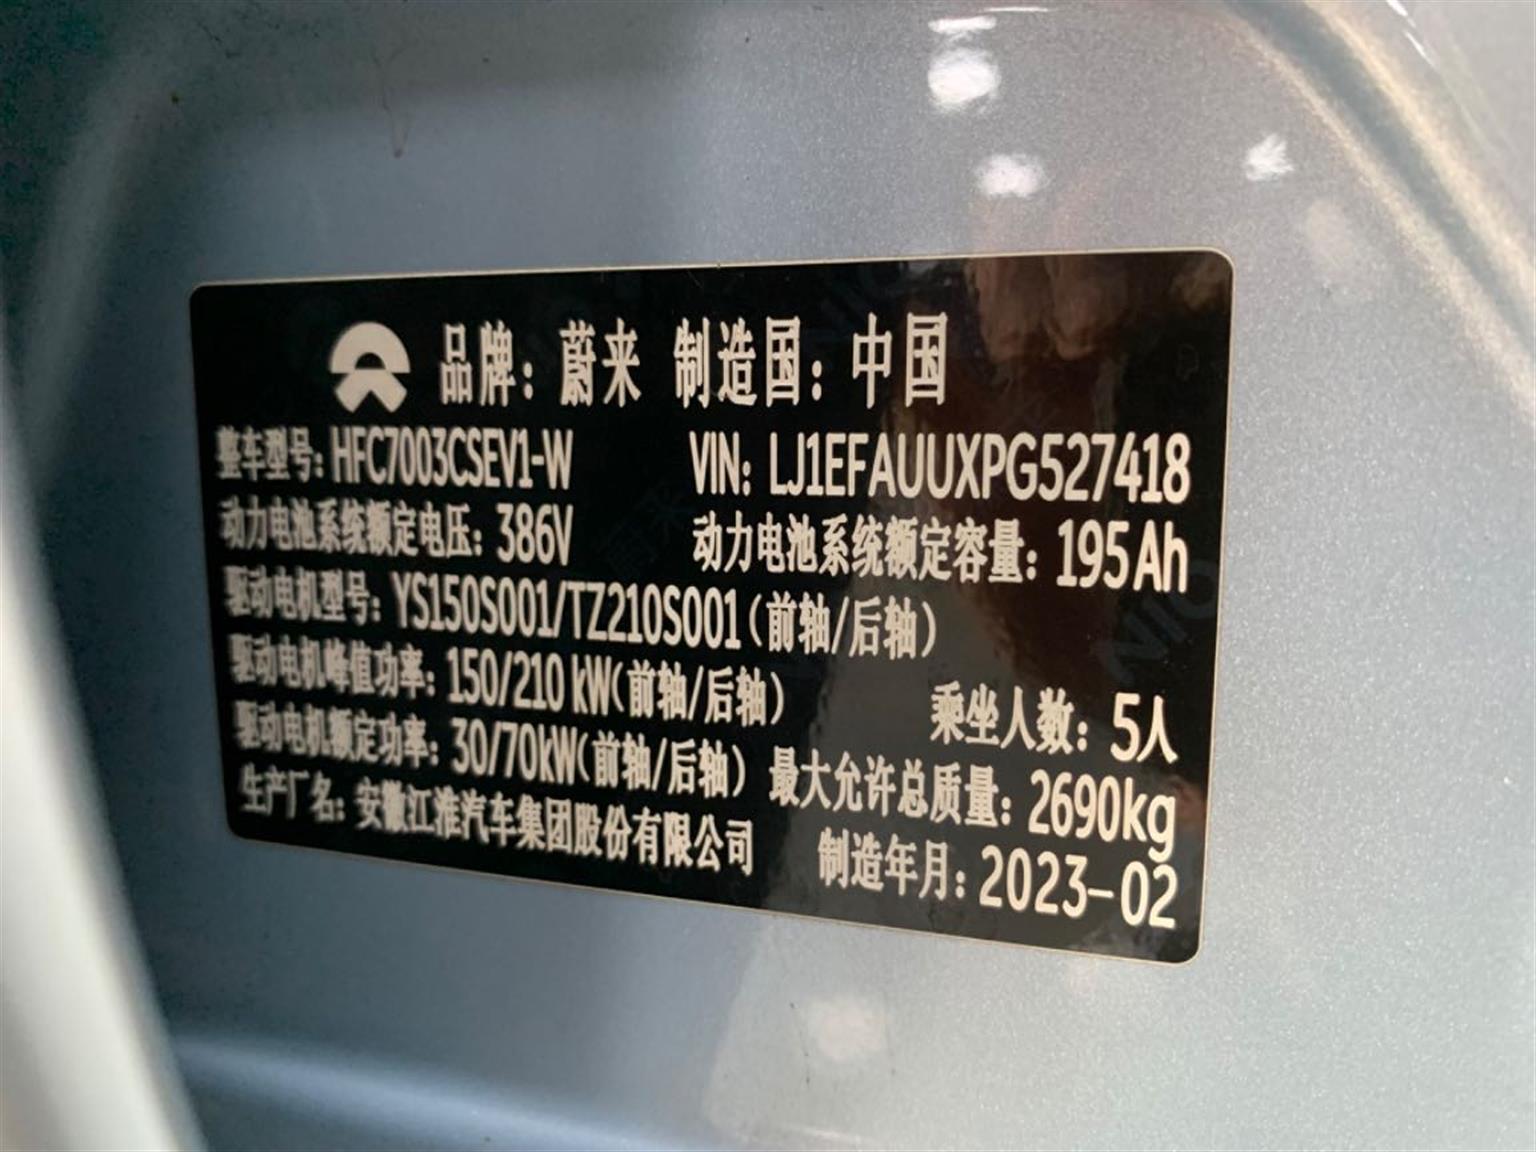 品牌：蔚来 制造国：中国
整车型号：HFC7003CSEV1-W VIN：LJ1EFAUUXPG527418
动力电池系统额定电压：386V 动力电池系统额定容量：195Ah
驱动电机型号：YS150S001/TZ210S001(前轴/后轴)
驱动电机峰值功率：150/210 kW(前轴/后轴) 乘坐人数：5人
驱动电机额定功率：30/70kW(前轴/后轴) 最大允许总质量：2690kg
生产厂名：安徽江淮汽车集团股份有限公司 制造年月：2023-02